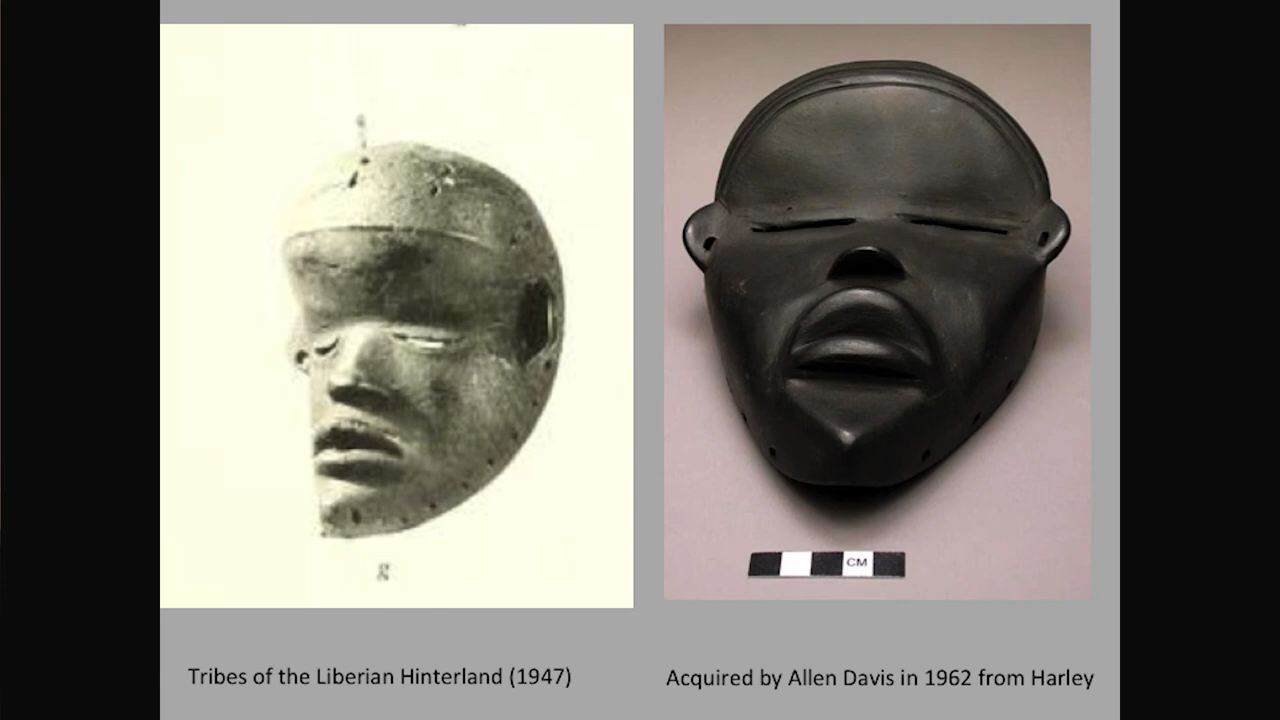 g
CM
Tribes of the Liberian Hinterland (1947)
Acquired by Allen Davis in 1962 from Harley